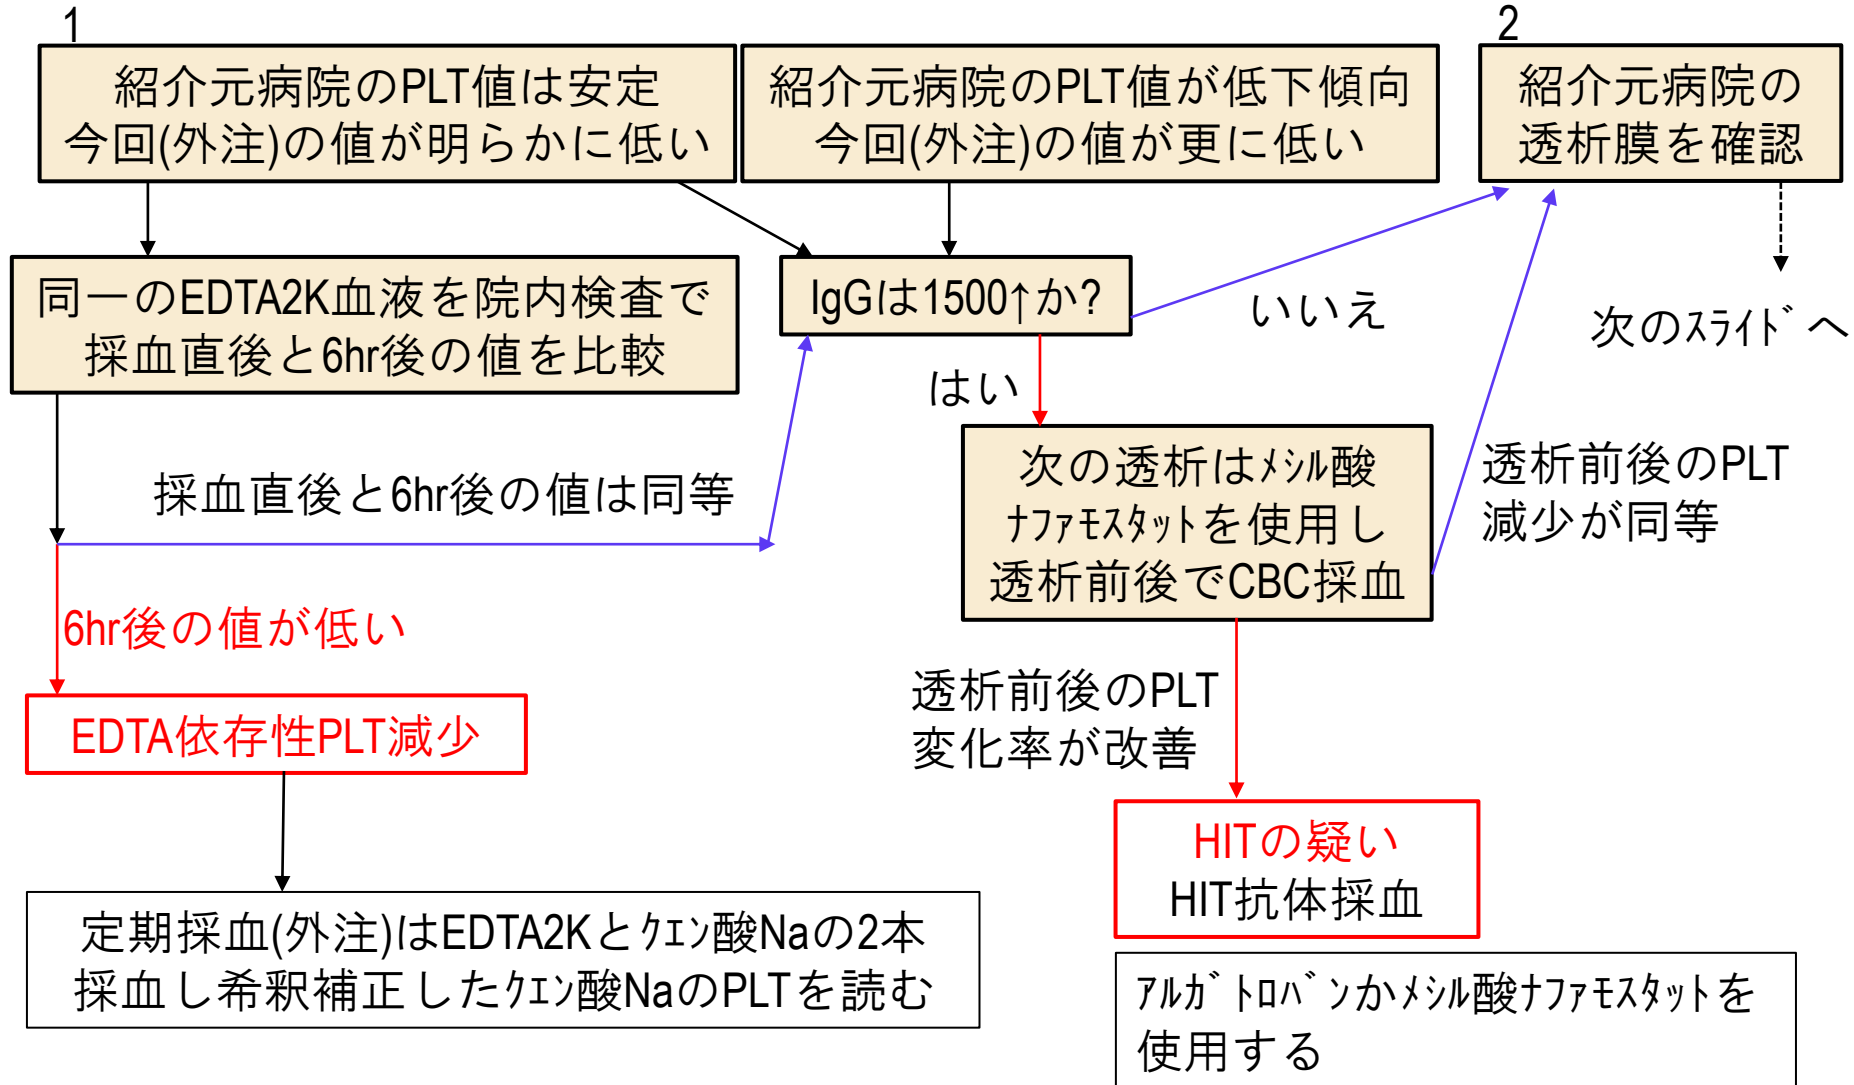 1
紹介元病院のPLT値は安定
今回(外注)の値が明らかに低い
紹介元病院のPLT値が低下傾向
今回(外注)の値が更に低い
2
紹介元病院の
透析膜を確認
同一のEDTA2K血液を院内検査で
採血直後と6hr後の値を比較
IgGは1500↑か?
いいえ
次のｽﾗｲﾄﾞへ
はい
採血直後と6hr後の値は同等
次の透析はﾒｼﾙ酸
ﾅﾌｧﾓｽﾀｯﾄを使用し
透析前後でCBC採血
透析前後のPLT
減少が同等
6hr後の値が低い
EDTA依存性PLT減少
透析前後のPLT
変化率が改善
HITの疑い
HIT抗体採血
定期採血(外注)はEDTA2Kとｸｴﾝ酸Naの2本
採血し希釈補正したｸｴﾝ酸NaのPLTを読む
ｱﾙｶﾞﾄﾛﾊﾞﾝかﾒｼﾙ酸ﾅﾌｧﾓｽﾀｯﾄを
使用する